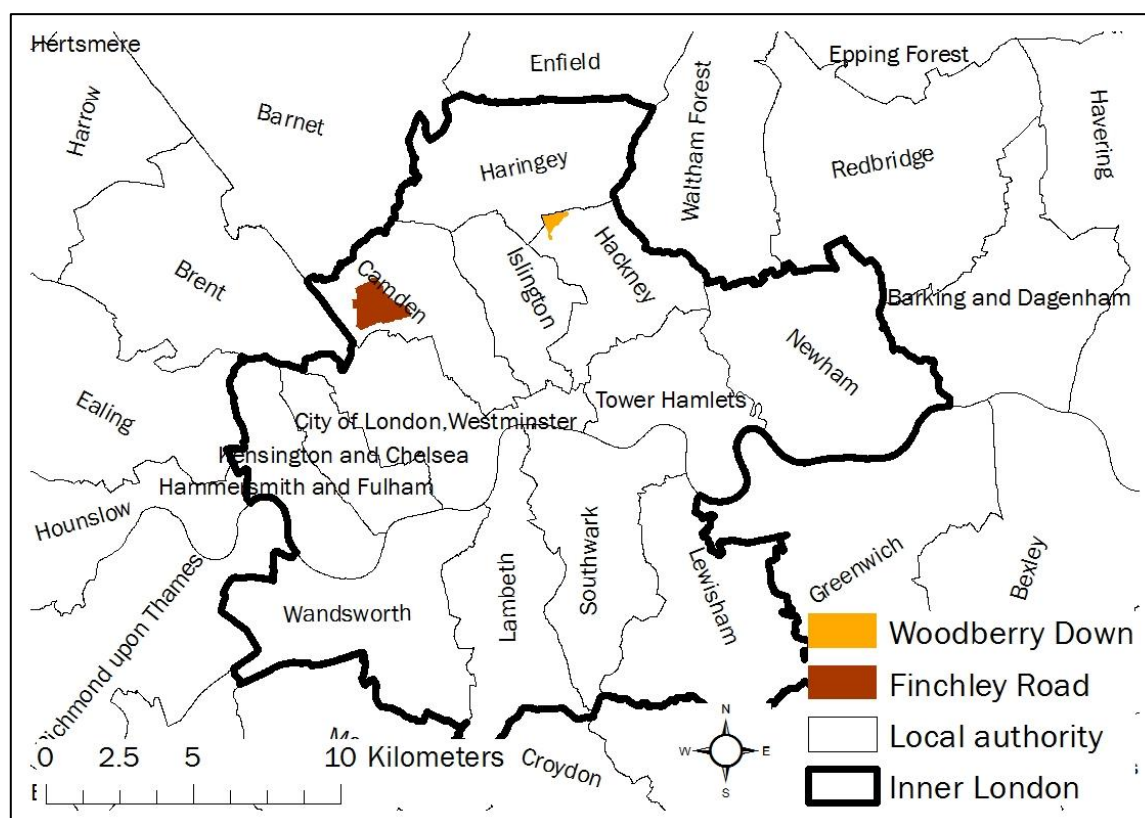 Hertsmere
Enfield
Epping Forest
Harrow
Barnet
Waltham Forest
Havering
Haringey
Redbridge
Brent
Camden
Islington
Hackney
Barking and Dagenham
Newham
Ealing
Tower Hamlets
City of London,Westminster
Kensington and Chelsea
Hammersmith and Fulham
Hounslow
Richmond upon Thames
Wandsworth
Lambeth
Southwark
Lewisham
Greenwich
Bexley
Woodberry Down
Finchley Road
Local authority
Inner London
N
W E
S
Croydon
0 2.5 5 10 Kilometers